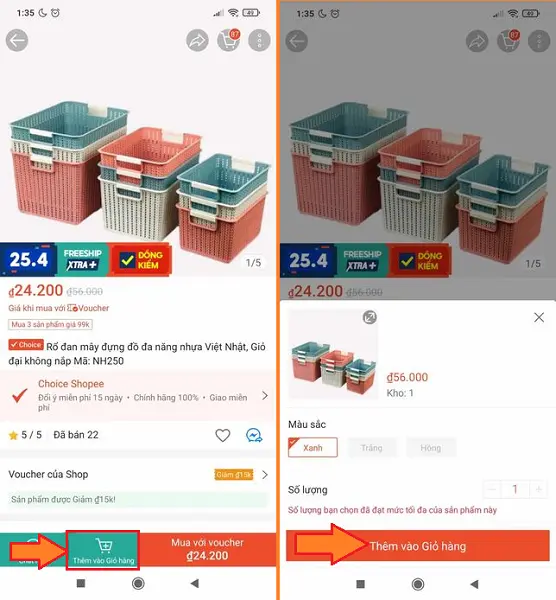 1:35
49
87
25.4
FREESHIP
XTRA+
ĐỒNG
KIỂM
1/5
₫24.200 ₫56.000
Giá khi mua với Voucher
Mua 3 sản phẩm giá 99k
Choice Rổ đan mây đựng đồ đa năng nhựa Việt Nhật, Giỏ
đại không nắp Mã: NH250
Choice Shopee
Đổi ý miễn phí 15 ngày • Chính hãng 100% • Giao miễn
phí
5 / 5 Đã bán 22
Voucher của Shop
Giảm ₫15k
Sản phẩm được Giảm ₫15k!
Thêm vào Giỏ hàng
Mua với voucher
₫24.200
1:35
49
87
25.4
FREESHIP
XTRA+
ĐỒNG
KIỂM
1/5
₫24.200 ₫56.000
₫56.000
Kho: 1
Màu sắc
Xanh
Trắng
Hồng
Số lượng
1
Số lượng bạn chọn đã đạt mức tối đa của sản phẩm này
Thêm vào Giỏ hàng